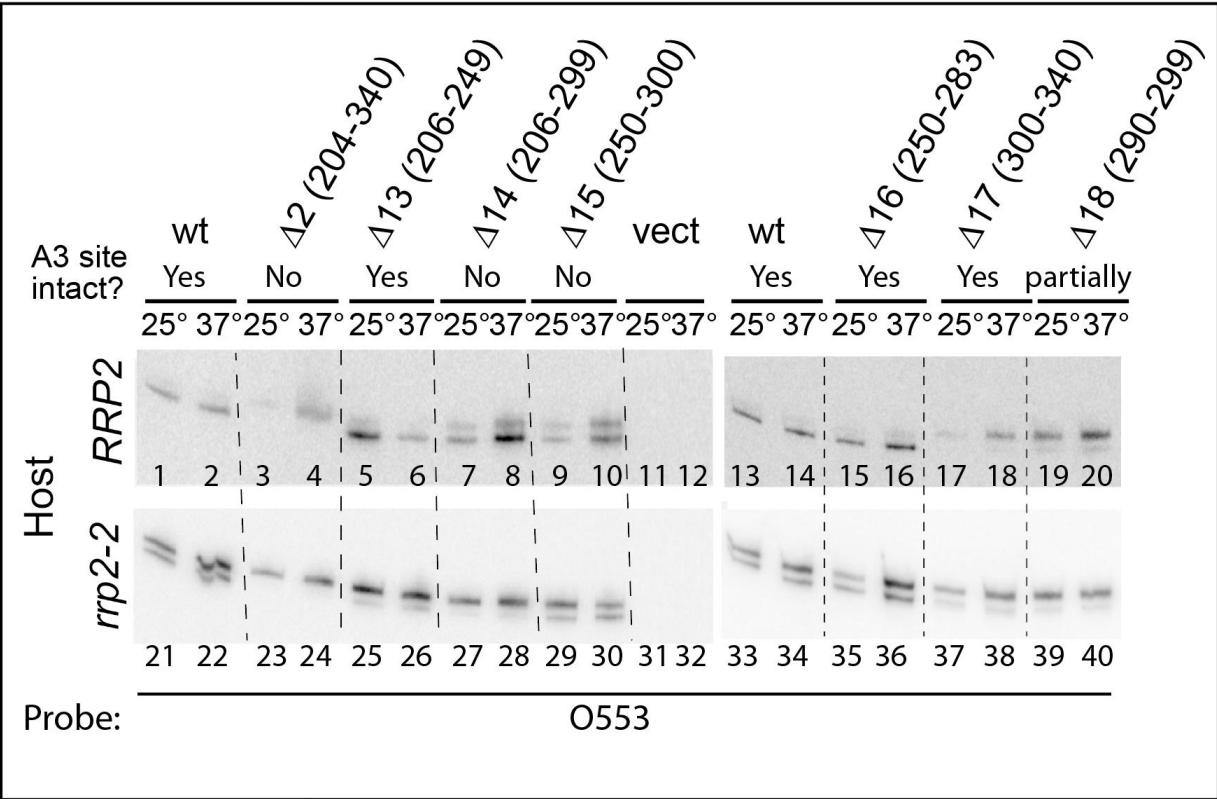 Δ2 (204-340)
Δ13 (206-249)
Δ14 (206-299)
Δ15 (250-300)
Δ16 (250-283)
Δ17 (300-340)
Δ18 (290-299)
wt vect wt
A3 site intact? Yes No Yes No No Yes Yes Yes partially
25° 37° 25° 37° 25° 37° 25° 37° 25° 37° 25° 37° 25° 37° 25° 37° 25° 37° 25° 37°
Host
RRP2
1 2 3 4 5 6 7 8 9 10 11 12 13 14 15 16 17 18 19 20
rrp2-2
21 22 23 24 25 26 27 28 29 30 31 32 33 34 35 36 37 38 39 40
Probe: O553